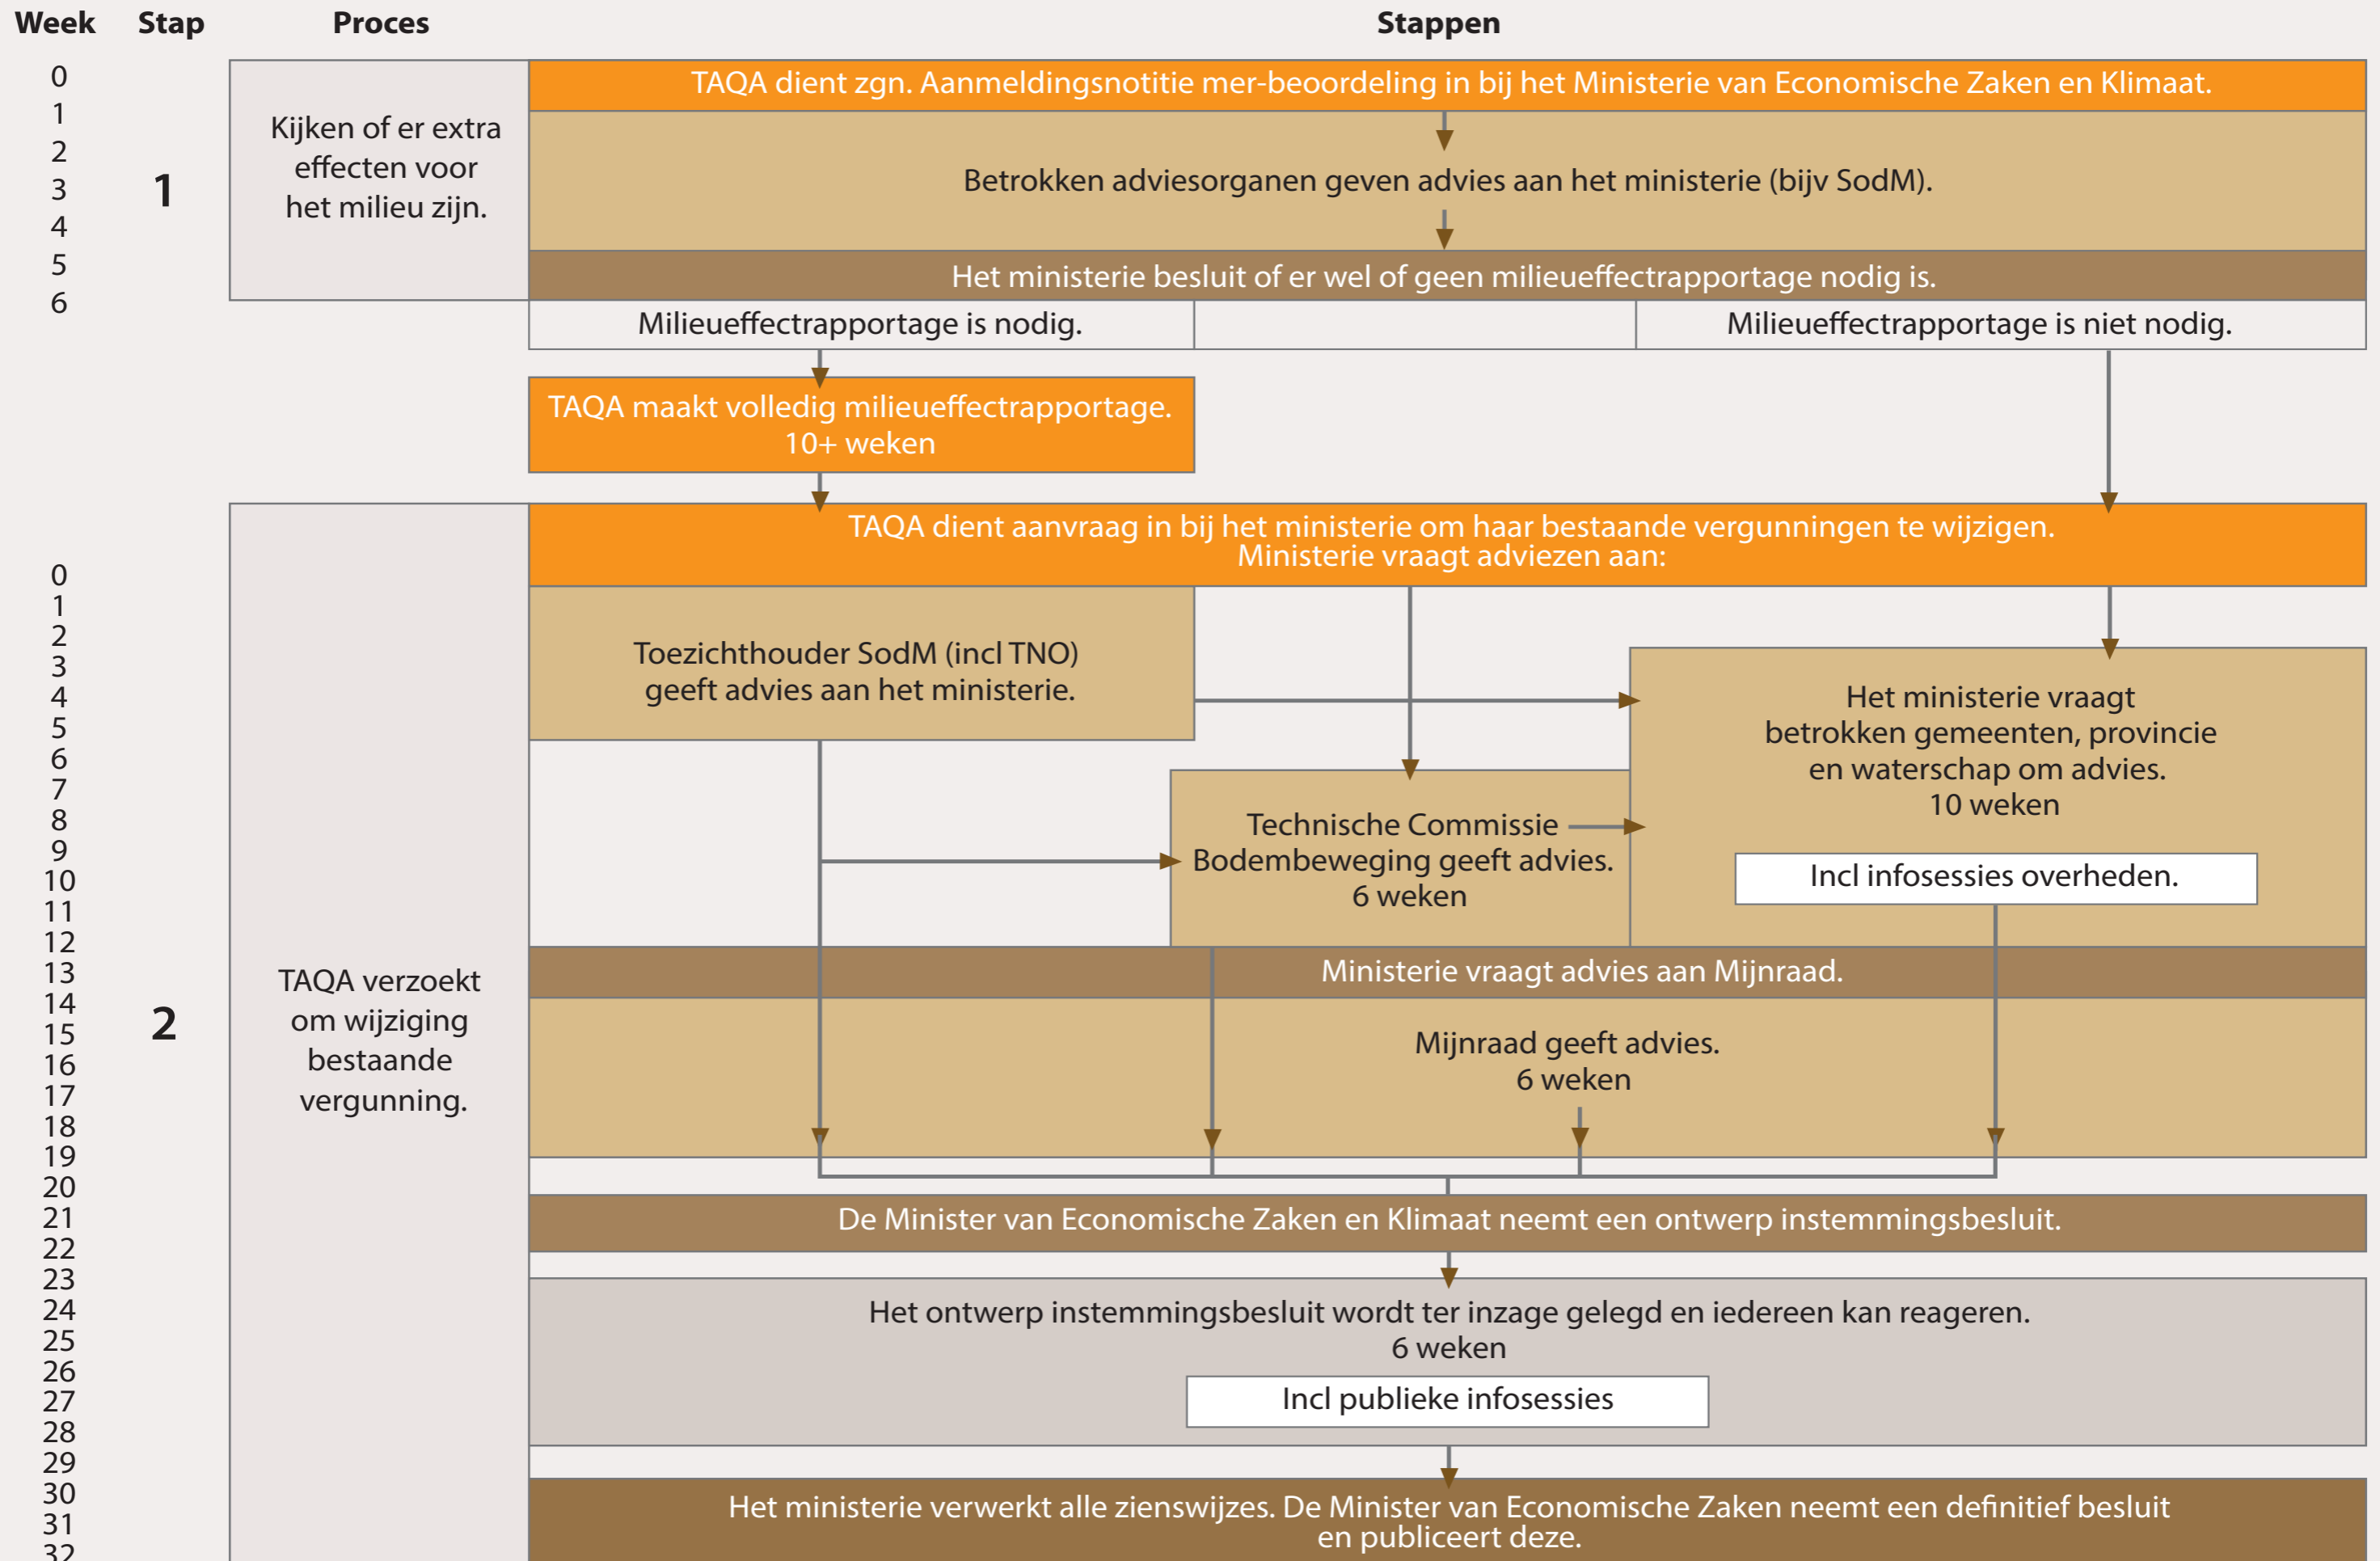 Week Stap Proces Stappen
0
1
2
3
4
5
6
1
Kijken of er extra
effecten voor
het milieu zijn.
TAQA dient zgn. Aanmeldingsnotitie mer-beoordeling in bij het Ministerie van Economische Zaken en Klimaat.
Betrokken adviesorganen geven advies aan het ministerie (bijv SodM).
Het ministerie besluit of er wel of geen milieueffectrapportage nodig is.
Milieueffectrapportage is nodig.
Milieueffectrapportage is niet nodig.
TAQA maakt volledig milieueffectrapportage.
10+ weken
0
1
2
3
4
5
6
7
8
9
10
11
12
13
14
15
16
17
18
19
20
21
22
23
24
25
26
27
28
29
30
31
32
2
TAQA verzoekt
om wijziging
bestaande
vergunning.
TAQA dient aanvraag in bij het ministerie om haar bestaande vergunningen te wijzigen.
Ministerie vraagt adviezen aan:
Toezichthouder SodM (incl TNO)
geeft advies aan het ministerie.
Het ministerie vraagt
betrokken gemeenten, provincie
en waterschap om advies.
10 weken
Incl infosessies overheden.
Technische Commissie
Bodembeweging geeft advies.
6 weken
Ministerie vraagt advies aan Mijnraad.
Mijnraad geeft advies.
6 weken
De Minister van Economische Zaken en Klimaat neemt een ontwerp instemmingsbesluit.
Het ontwerp instemmingsbesluit wordt ter inzage gelegd en iedereen kan reageren.
6 weken
Incl publieke infosessies
Het ministerie verwerkt alle zienswijzes. De Minister van Economische Zaken neemt een definitief besluit
en publiceert deze.